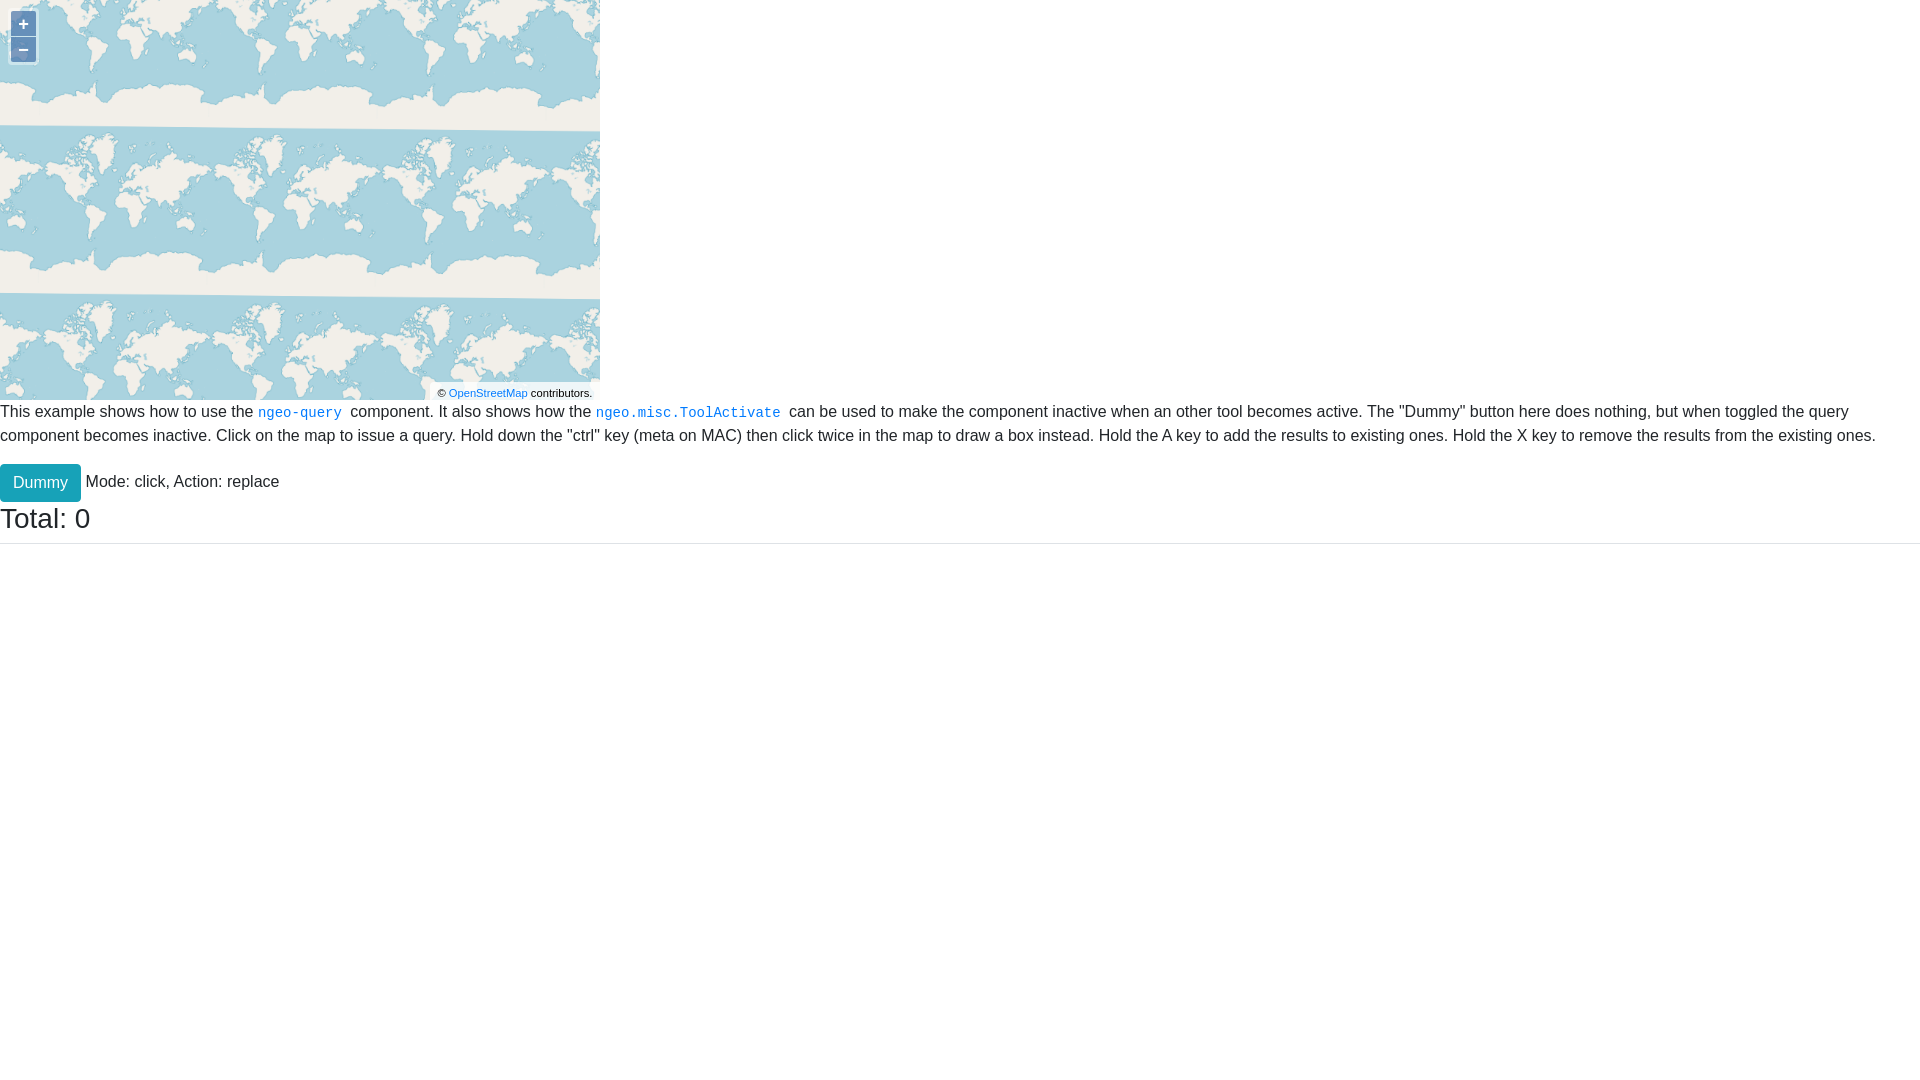 +
−
© OpenStreetMap contributors.
This example shows how to use the ngeo-query component. It also shows how the ngeo.misc.ToolActivate can be used to make the component inactive when an other tool becomes active. The "Dummy" button here does nothing, but when toggled the query
component becomes inactive. Click on the map to issue a query. Hold down the "ctrl" key (meta on MAC) then click twice in the map to draw a box instead. Hold the A key to add the results to existing ones. Hold the X key to remove the results from the existing ones.
Dummy Mode: click, Action: replace
Total: 0